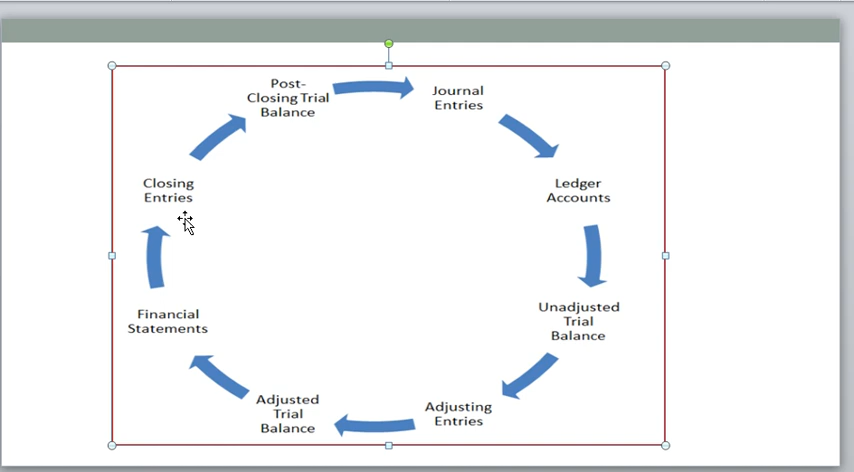 Post-
Closing Trial
Balance
Journal
Entries
Ledger
Accounts
Unadjusted
Trial
Balance
Adjusting
Entries
Adjusted
Trial
Balance
Financial
Statements
Closing
Entries